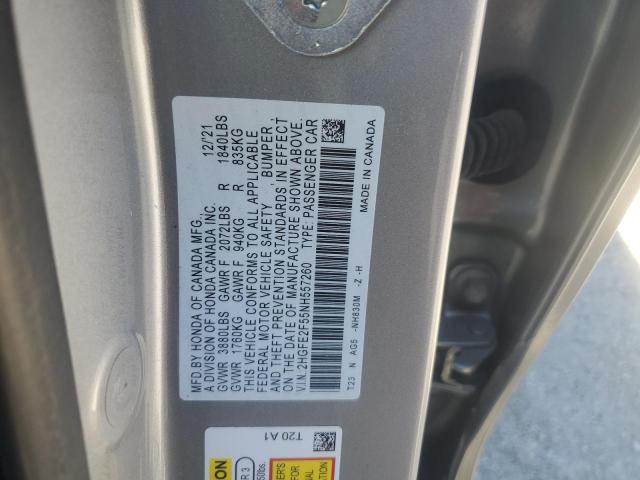 MFD.BY HONDA OF CANADA MFG., 12/21
A DIVISION OF HONDA CANADA INC.
GVWR 3880LBS GAWR F 2072LBS R 1840LBS
GVWR 1760KG GAWR F 940KG R 835KG
THIS VEHICLE CONFORMS TO ALL APPLICABLE
FEDERAL MOTOR VEHICLE SAFETY , BUMPER ,
AND THEFT PREVENTION STANDARDS IN EFFECT
ON THE DATE OF MANUFACTURE SHOWN ABOVE.
V.I.N: 2HGFE2F55NH557260 TYPE: PASSENGER CAR
T23 N AG5 -NH830M -Z -H
MADE IN CANADA
T20 A1